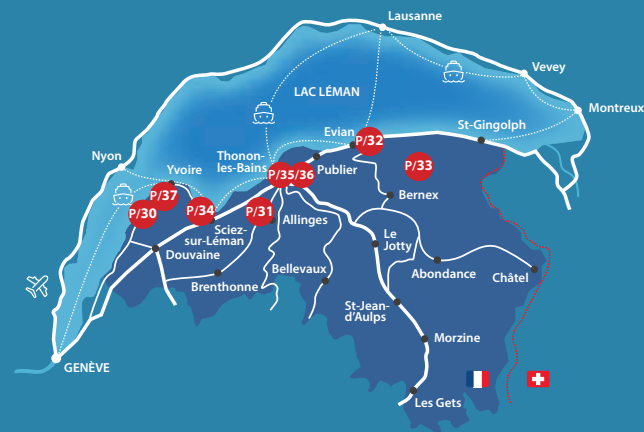 Lausanne
Vevey
LAC LÉMAN
Montreux
St-Gingolph
Evian
P/32
Nyon
Yvoire
Thonon-
les-Bains
Publier
P/33
P/35/36
P/37
Bernex
P/30
P/34
P/31
Allinges
Sciez-
sur-Léman
Le
Jotty
Douvaine
Bellevaux
Abondance
Châtel
Brenthonne
St-Jean-
d'Aulps
Morzine
GENÈVE
Les Gets